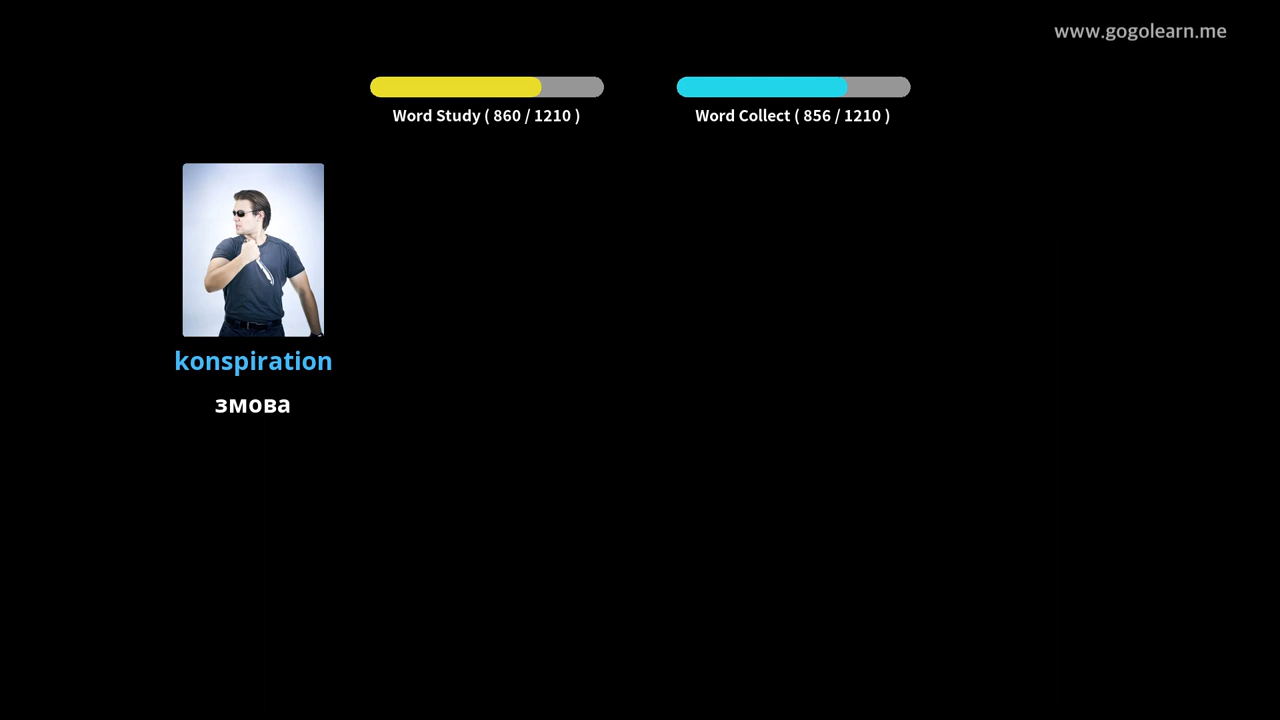 www.gogolearn.me
Word Study ( 860 / 1210 )
Word Collect ( 856 / 1210 )
konspiration
змова